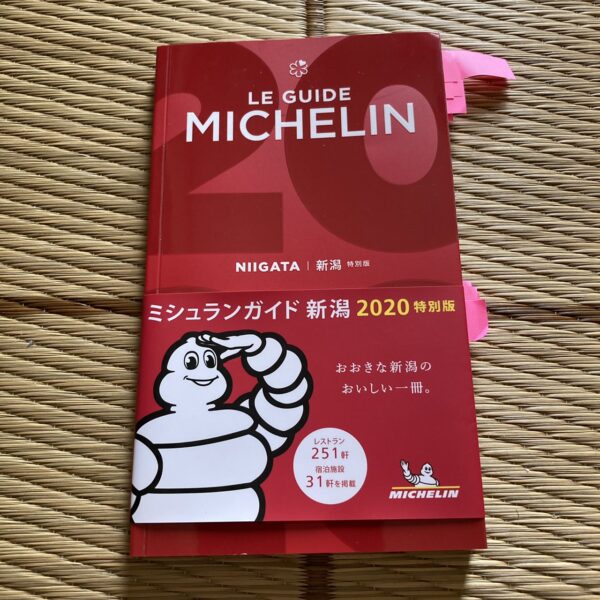 20
LE GUIDE
MICHELIN
NIIGATA | 新潟 特別版
ミシュランガイド 新潟 2020 特別版
おおきな新潟の
おいしい一冊。
レストラン
251軒
宿泊施設
31軒を掲載
MICHELIN